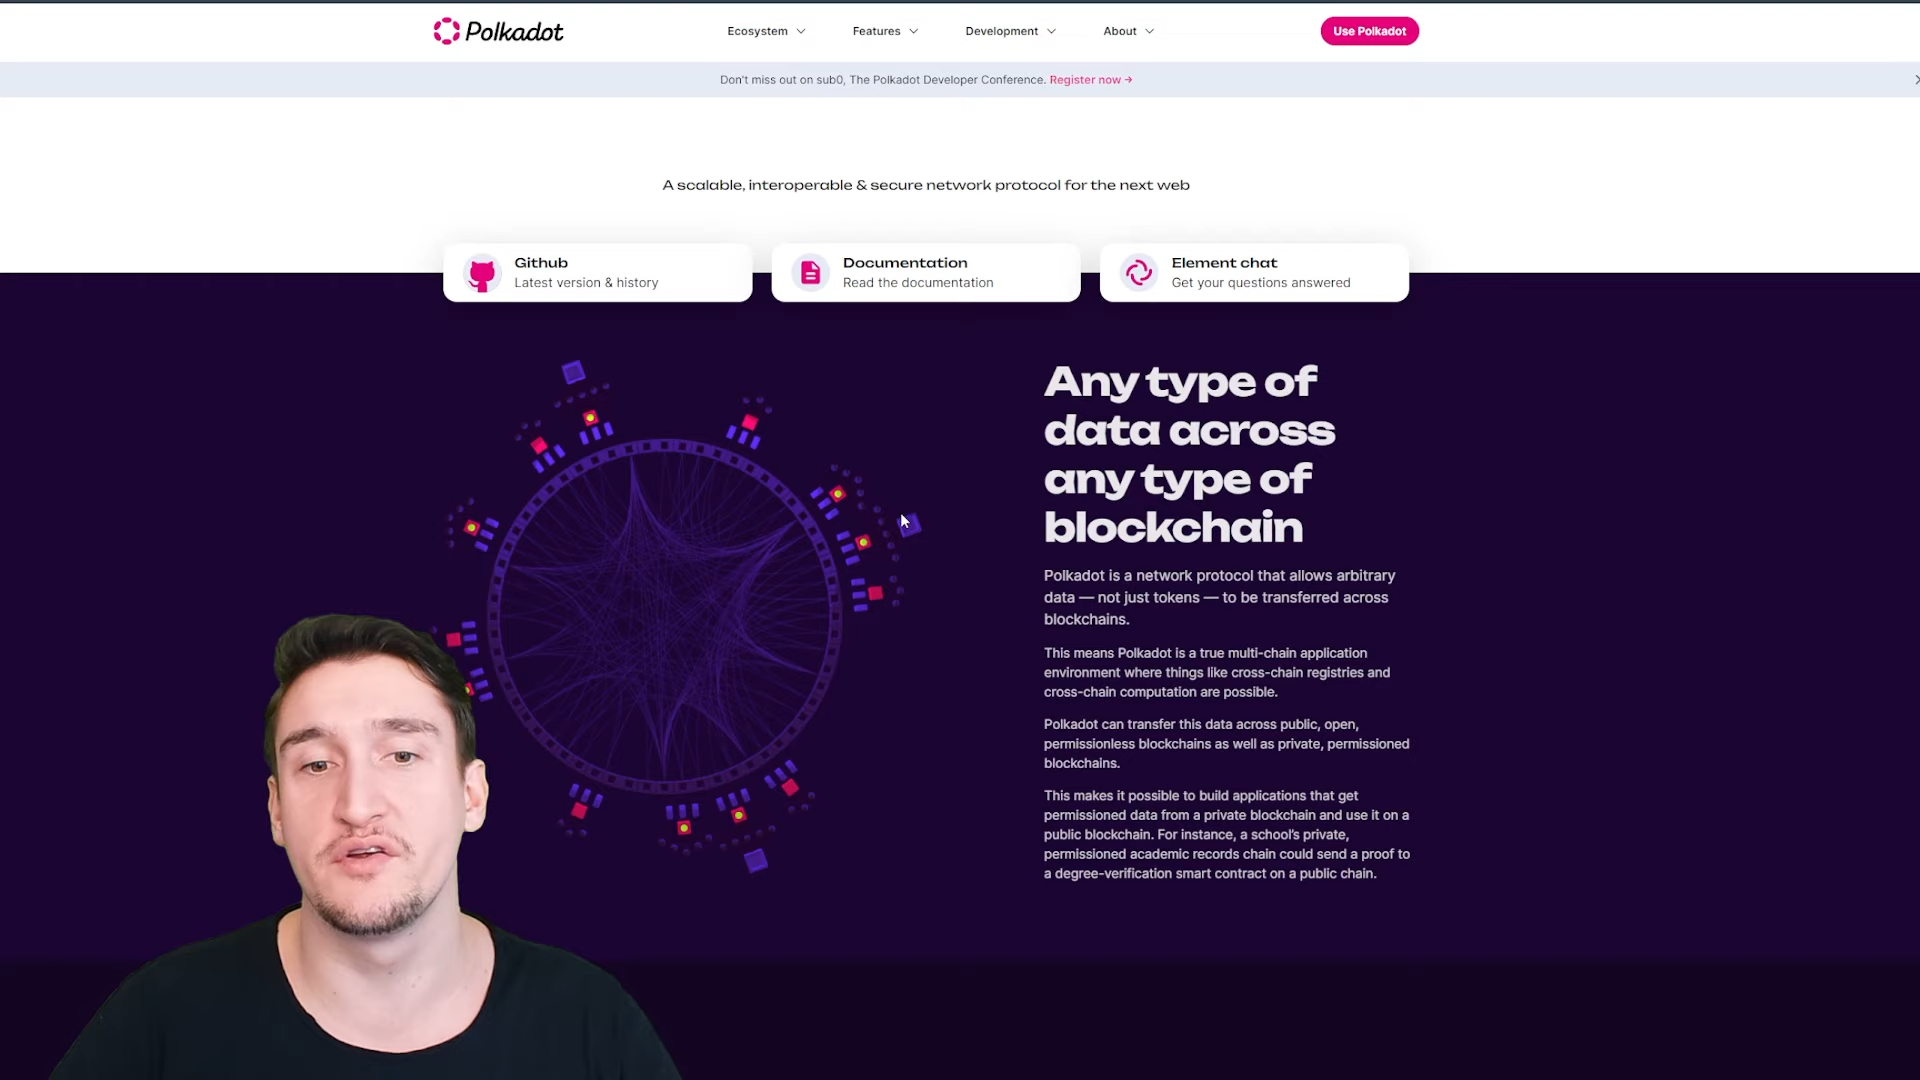 Polkadot
Ecosystem
Features
Development
About
Use Polkadot
Don't miss out on sub0, The Polkadot Developer Conference. Register now →
A scalable, interoperable & secure network protocol for the next web
Github
Latest version & history
Documentation
Read the documentation
Element chat
Get your questions answered
Any type of
data across
any type of
blockchain
Polkadot is a network protocol that allows arbitrary
data — not just tokens — to be transferred across
blockchains.
This means Polkadot is a true multi-chain application
environment where things like cross-chain registries and
cross-chain computation are possible.
Polkadot can transfer this data across public, open,
permissionless blockchains as well as private, permissioned
blockchains.
This makes it possible to build applications that get
permissioned data from a private blockchain and use it on a
public blockchain. For instance, a school's private,
permissioned academic records chain could send a proof to
a degree-verification smart contract on a public chain.